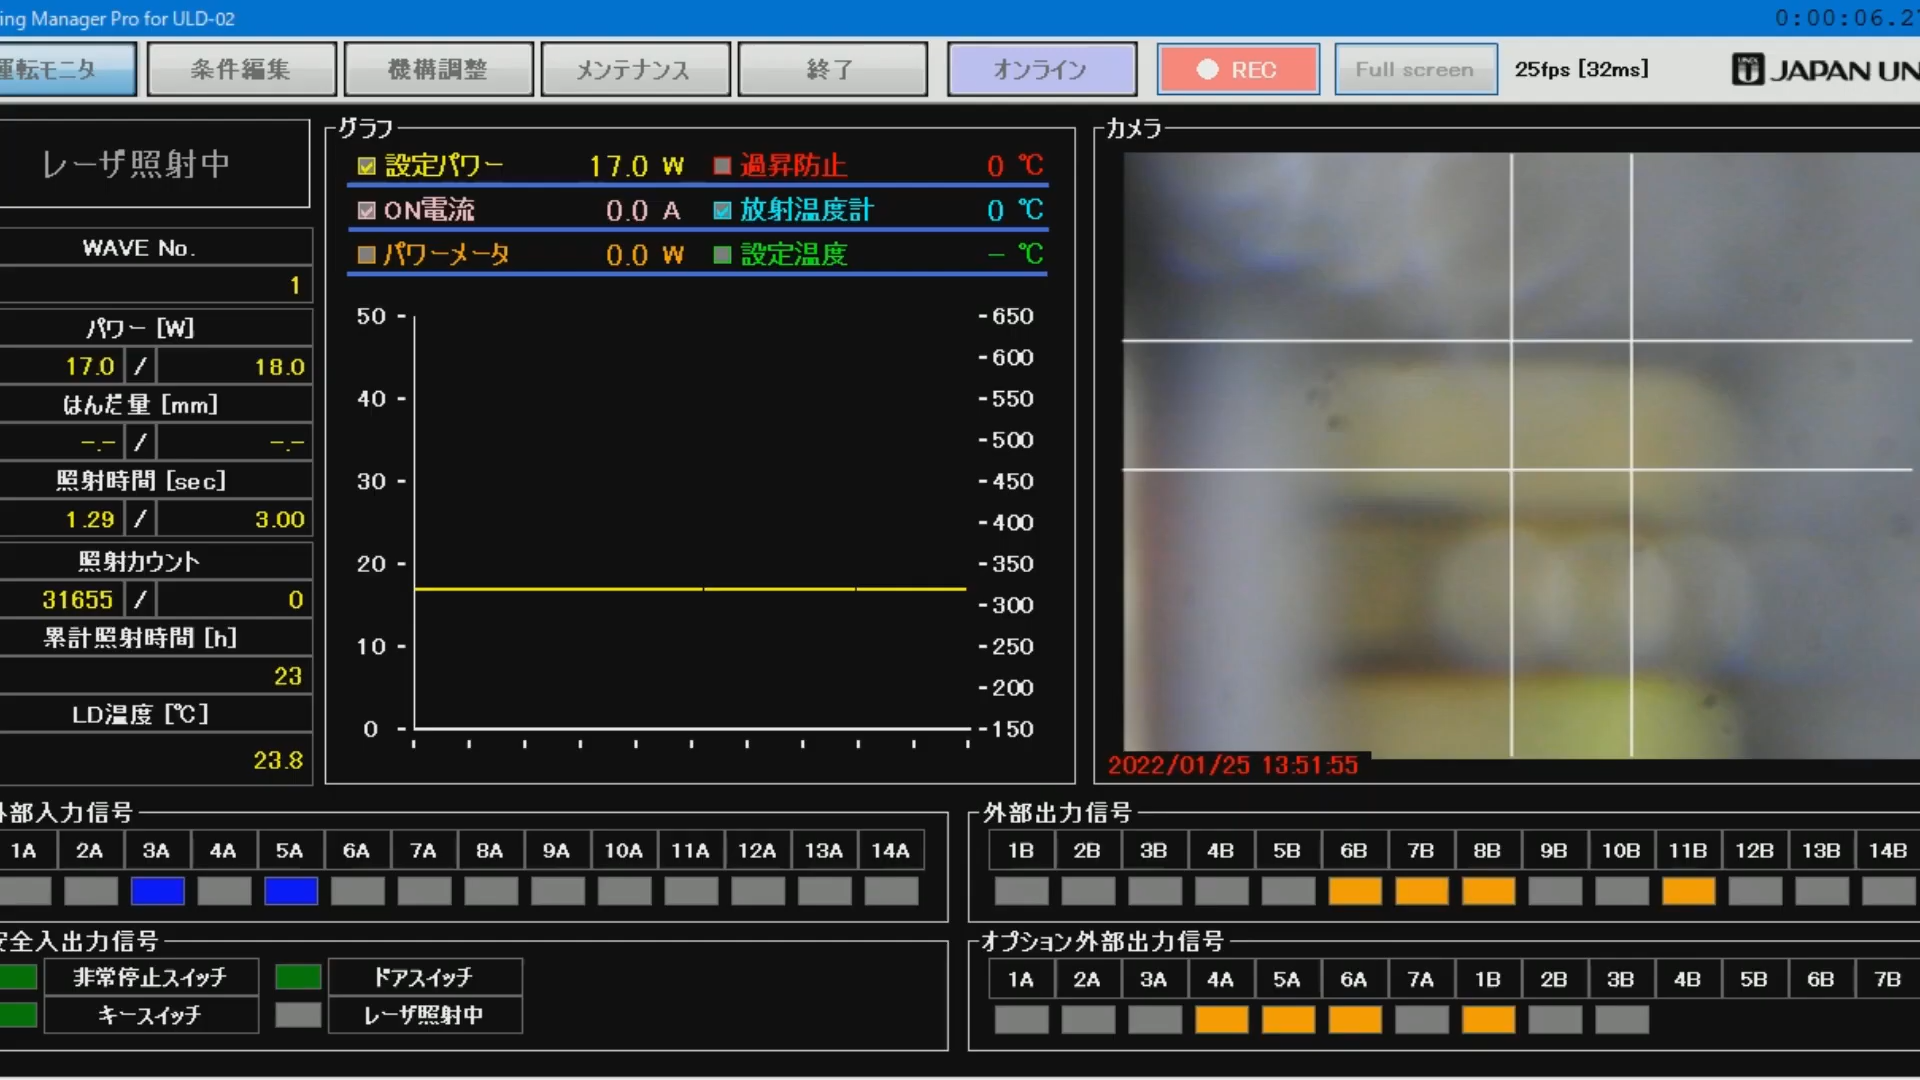 ing Manager Pro for ULD-02
0:00:06.2
運転モニタ 条件編集 機構調整 メンテナンス 終了 オンライン REC Full screen 25fps [32ms] JAPAN UN
レーザ照射中
WAVE No.
1
パワー [W]
17.0 / 18.0
はんだ量 [mm]
-.- / -.-
照射時間 [sec]
1.29 / 3.00
照射カウント
31655 / 0
累計照射時間 [h]
23
LD温度 [℃]
23.8
グラフ
設定パワー 17.0 W 過昇防止 0 ℃
ON電流 0.0 A 放射温度計 0 ℃
パワーメータ 0.0 W 設定温度 - ℃
50 650
600
40 550
500
30 450
400
20 350
300
10 250
200
0 150
カメラ
2022/01/25 13:51:55
外部入力信号
1A 2A 3A 4A 5A 6A 7A 8A 9A 10A 11A 12A 13A 14A
外部出力信号
1B 2B 3B 4B 5B 6B 7B 8B 9B 10B 11B 12B 13B 14B
安全入出力信号
非常停止スイッチ ドアスイッチ
キースイッチ レーザ照射中
オプション外部出力信号
1A 2A 3A 4A 5A 6A 7A 1B 2B 3B 4B 5B 6B 7B